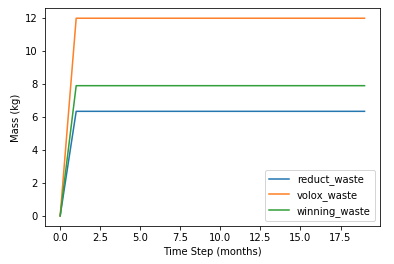 12
10
8
6
4
2
0
Mass (kg)
reduct_waste
volox_waste
winning_waste
0.0 2.5 5.0 7.5 10.0 12.5 15.0 17.5
Time Step (months)